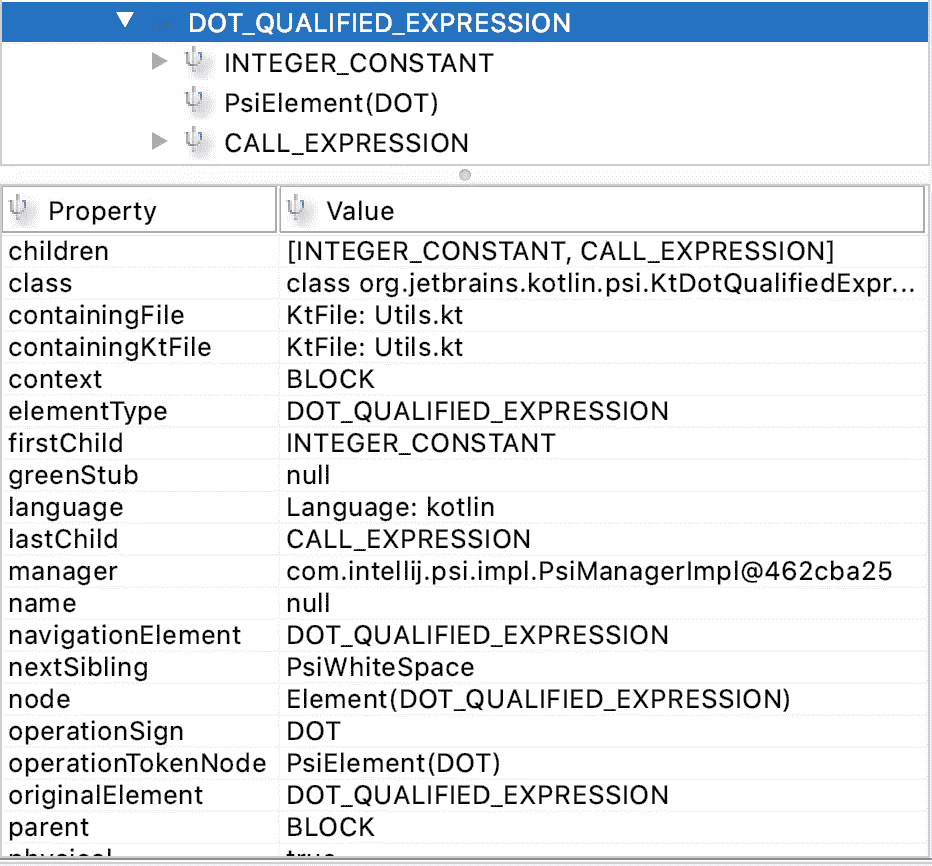 DOT_QUALIFIED_EXPRESSION
INTEGER_CONSTANT
PsiElement(DOT)
CALL_EXPRESSION
Property Value
children [INTEGER_CONSTANT, CALL_EXPRESSION]
class class org.jetbrains.kotlin.psi.KtDotQualifiedExpr...
containingFile KtFile: Utils.kt
containingKtFile KtFile: Utils.kt
context BLOCK
elementType DOT_QUALIFIED_EXPRESSION
firstChild INTEGER_CONSTANT
greenStub null
language Language: kotlin
lastChild CALL_EXPRESSION
manager com.intellij.psi.impl.PsiManagerImpl@462cba25
name null
navigationElement DOT_QUALIFIED_EXPRESSION
nextSibling PsiWhiteSpace
node Element(DOT_QUALIFIED_EXPRESSION)
operationSign DOT
operationTokenNode PsiElement(DOT)
originalElement DOT_QUALIFIED_EXPRESSION
parent BLOCK
physical true